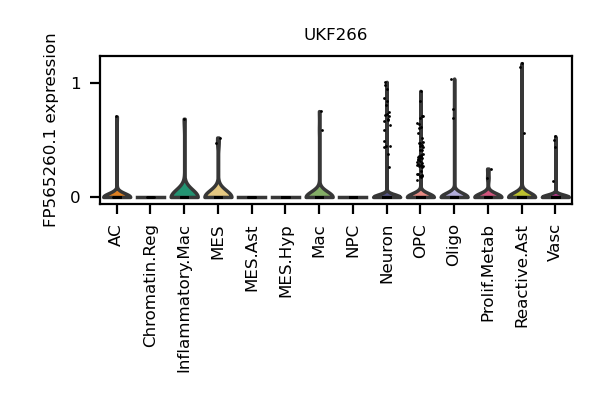 UKF266
FP565260.1 expression
1
0
AC
Chromatin.Reg
Inflammatory.Mac
MES
MES.Ast
MES.Hyp
Mac
NPC
Neuron
OPC
Oligo
Prolif.Metab
Reactive.Ast
Vasc